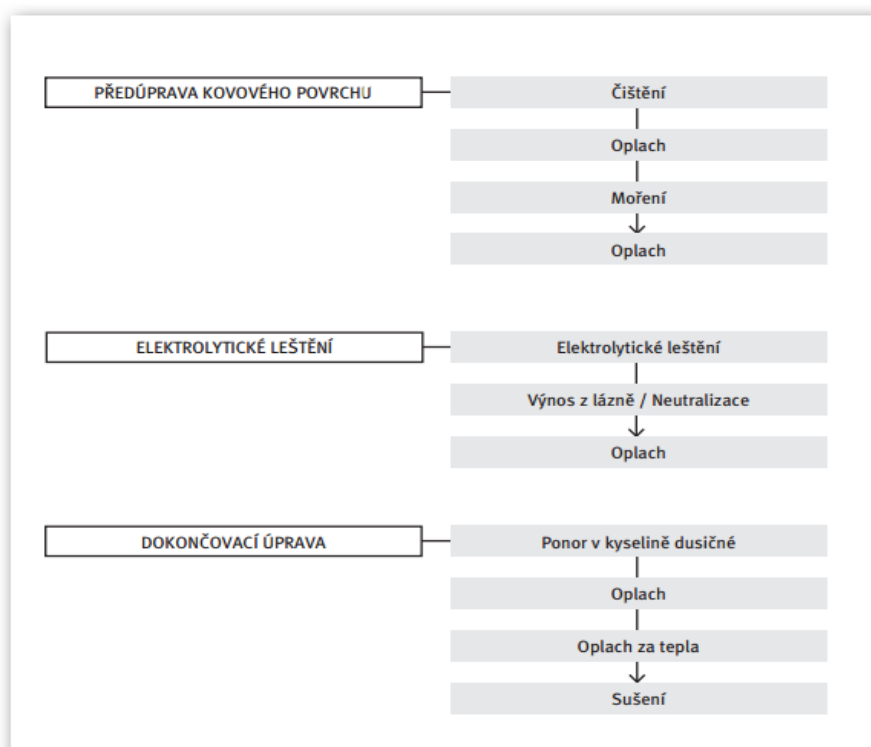 PŘEDÚPRAVA KOVOVÉHO POVRCHU
Čištění
Oplach
Moření
Oplach
ELEKTROLYTICKÉ LEŠTĚNÍ
Elektrolytické leštění
Výnos z lázně / Neutralizace
Oplach
DOKONČOVACÍ ÚPRAVA
Ponor v kyselině dusičné
Oplach
Oplach za tepla
Sušení